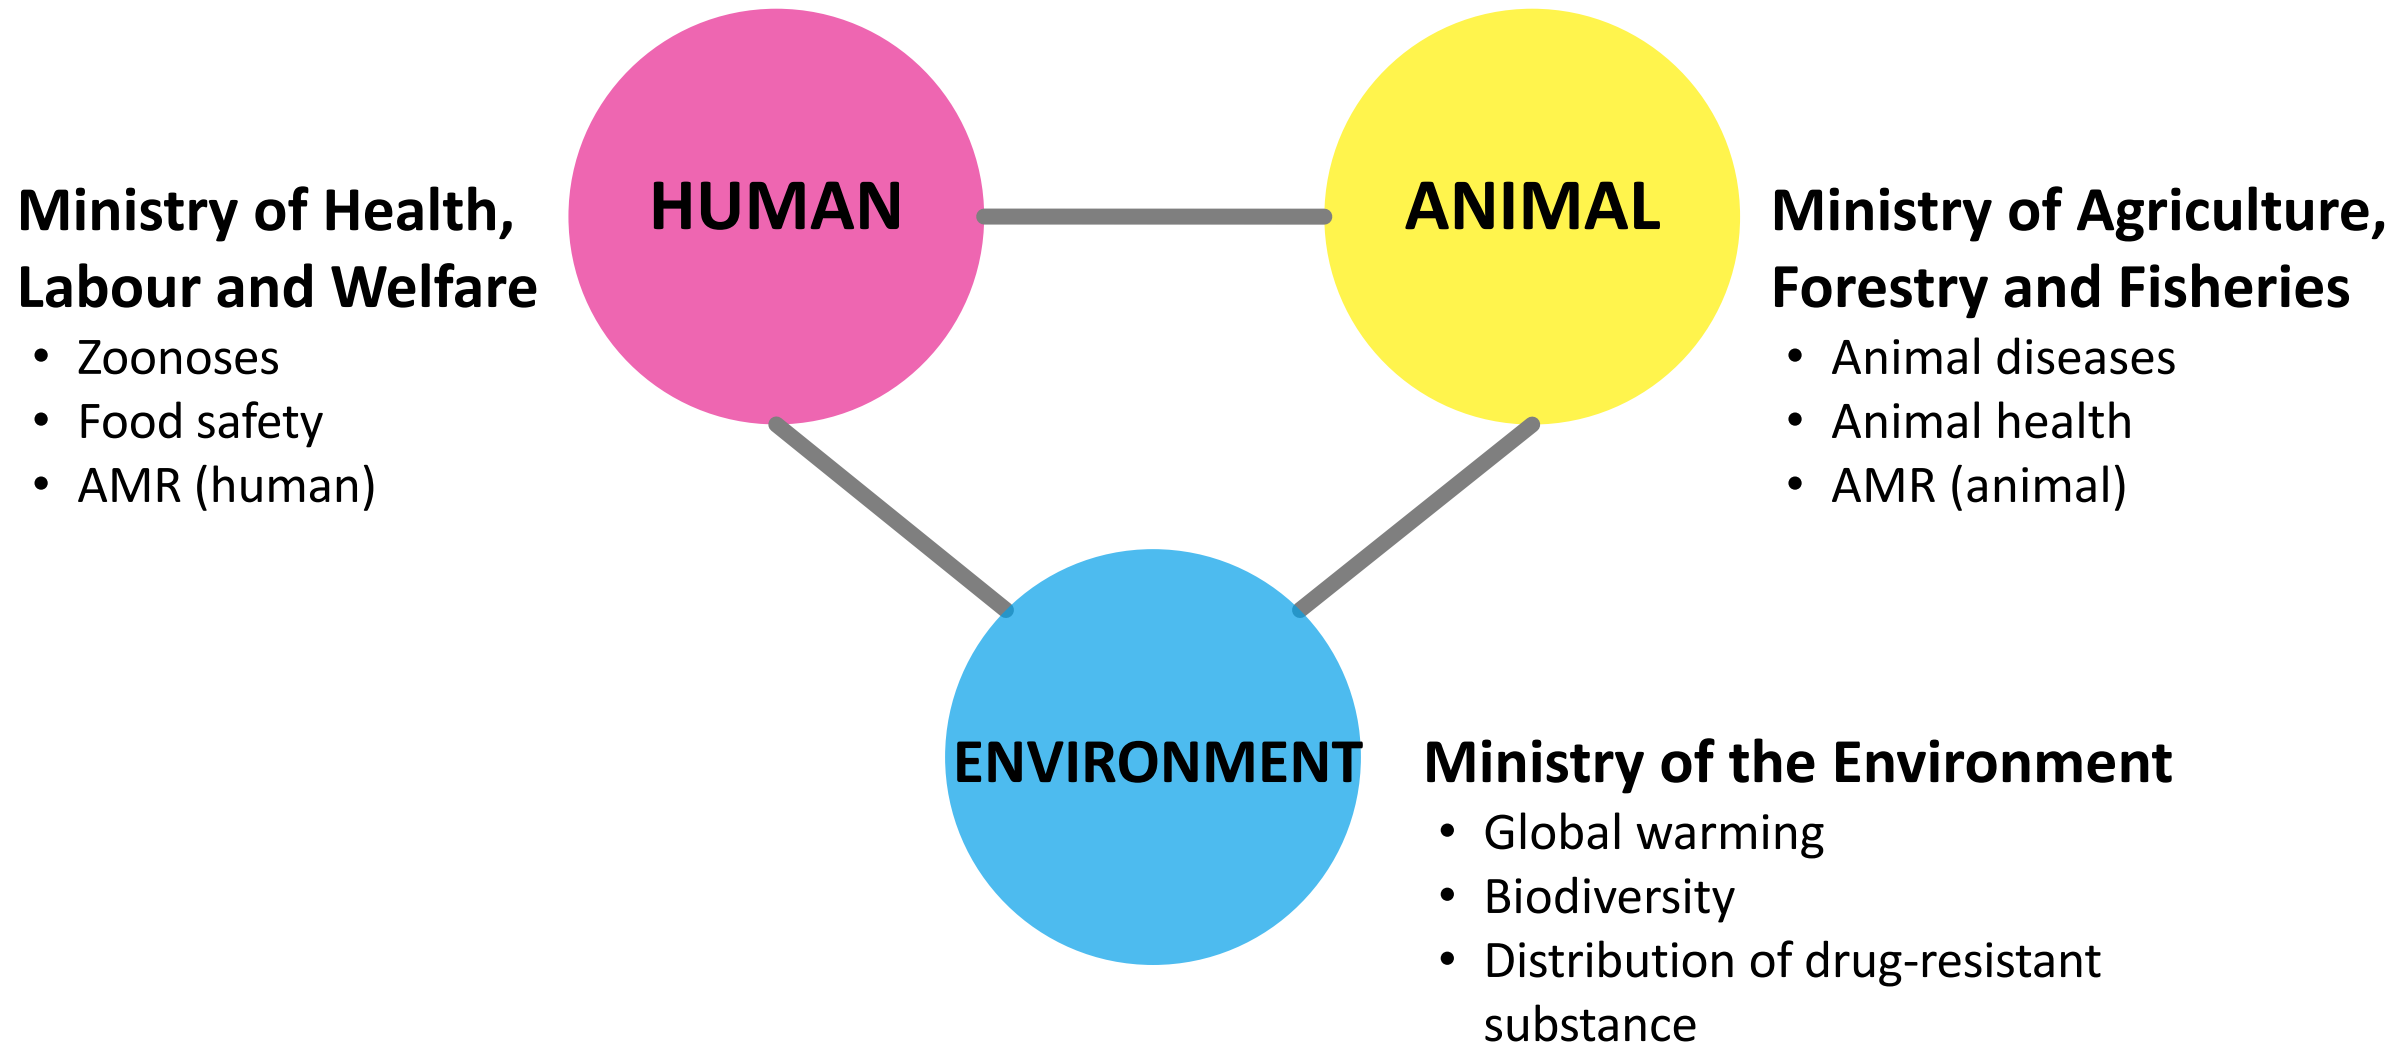 HUMAN
ANIMAL
Ministry of Health,
Labour and Welfare
• Zoonoses
• Food safety
• AMR (human)
Ministry of Agriculture,
Forestry and Fisheries
• Animal diseases
• Animal health
• AMR (animal)
ENVIRONMENT
Ministry of the Environment
• Global warming
• Biodiversity
• Distribution of drug-resistant
substance